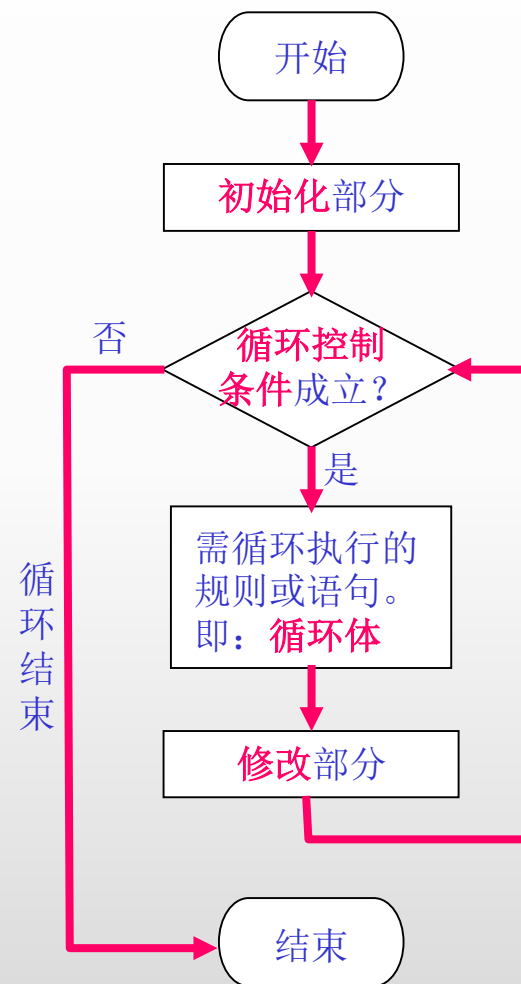 开始
初始化部分
否
循环控制
条件成立？
是
需循环执行的
规则或语句。
即：循环体
循
环
结
束
修改部分
结束